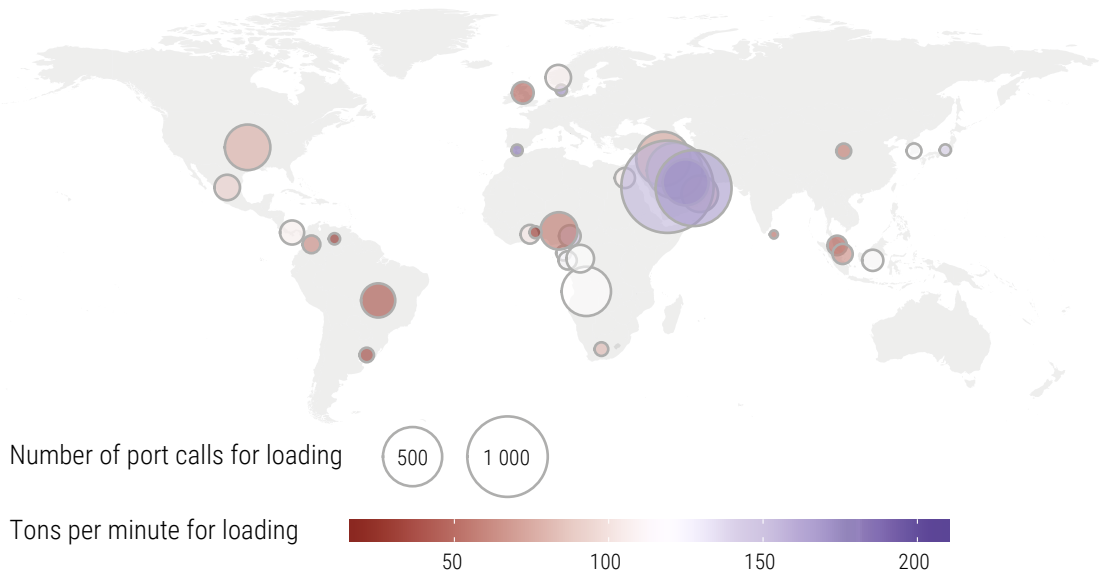 Number of port calls for loading 500 1 000
Tons per minute for loading
50 100 150 200